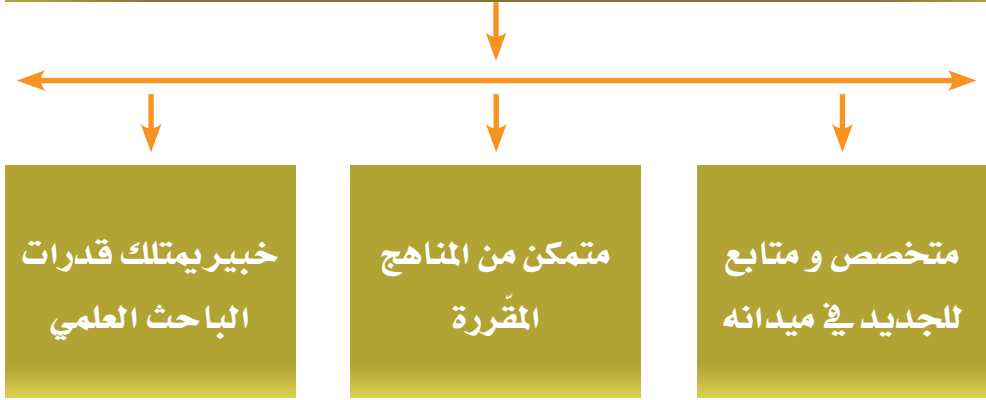 متخصص و متابع
للجديد في ميدانه
متمكن من المناهج
المقّررة
خبير يمتلك قدرات
الباحث العلمي